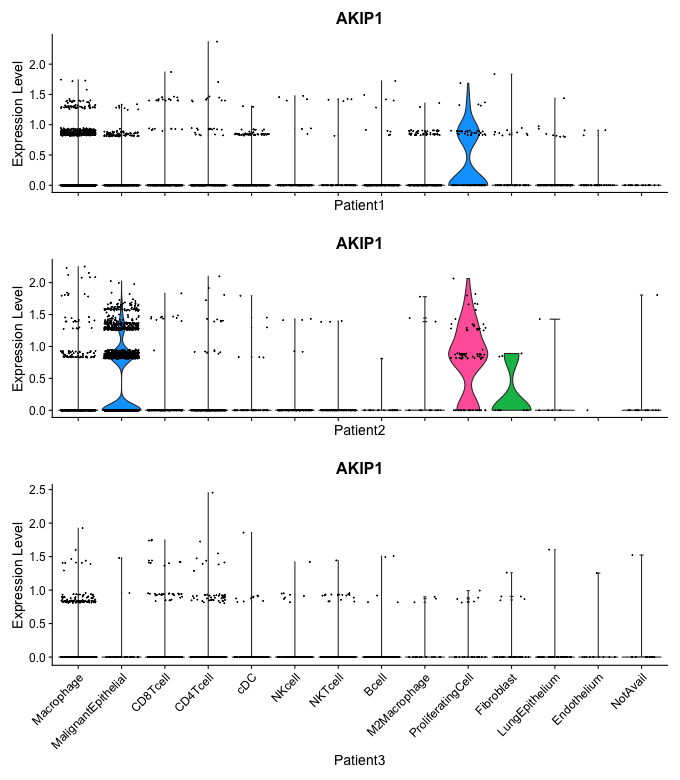 AKIP1
Expression Level
2.0
1.5
1.0
0.5
0.0
Patient1
AKIP1
Expression Level
2.0
1.5
1.0
0.5
0.0
Patient2
AKIP1
Expression Level
2.5
2.0
1.5
1.0
0.5
0.0
Macrophage
MalignantEpithelial
CD8Tcell
CD4Tcell
cDC
NKcell
NKTcell
Bcell
M2Macrophage
ProliferatingCell
Fibroblast
LungEpithelium
Endothelium
NotAvail
Patient3